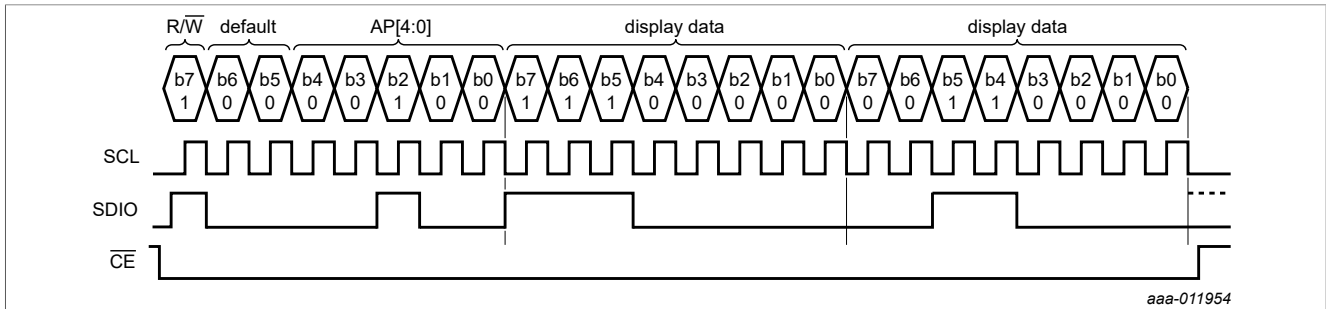 R/W default AP[4:0] display data display data
b7 b6 b5 b4 b3 b2 b1 b0 b7 b6 b5 b4 b3 b2 b1 b0 b7 b6 b5 b4 b3 b2 b1 b0
1 0 0 0 0 1 0 0 1 1 1 0 0 0 0 0 0 0 1 1 0 0 0 0
SCL
SDIO
CE
aaa-011954